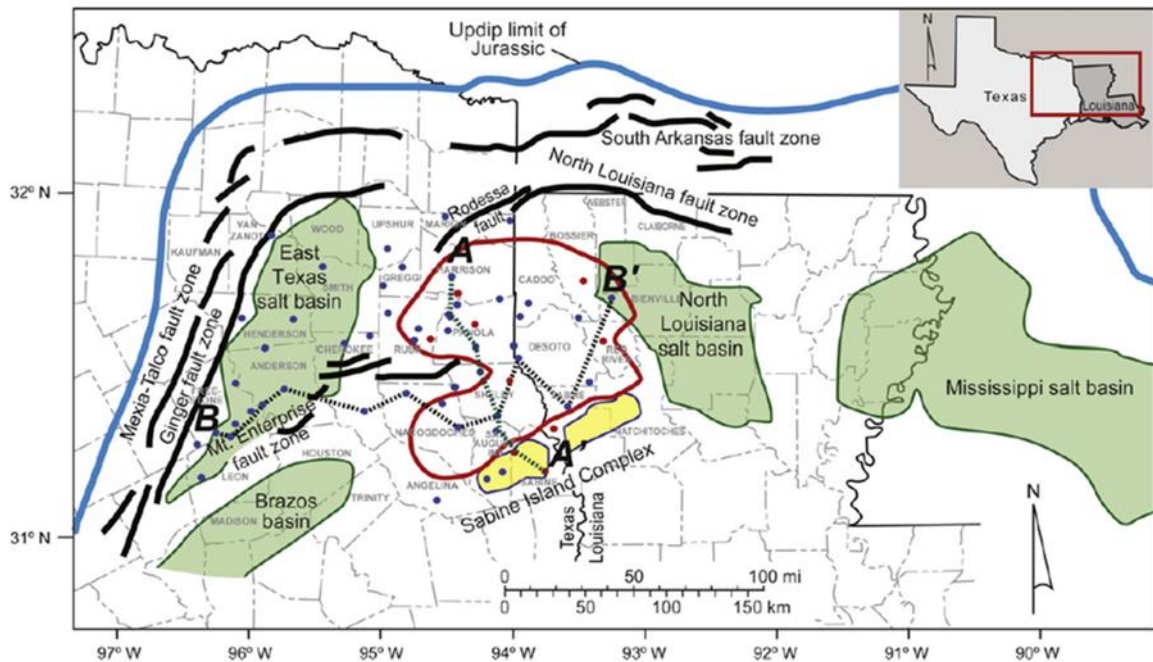 Updip limit of
Jurassic
N
Texas
Louisiana
South Arkansas fault zone
North Louisiana fault zone
32° N
Rodessa
fault
WEBSTER
CLAIBORNE
BOSSIER
UPSHUR
WOOD
KAUFMAN
A
HARRISON
CADDO
B'
BIENVILLE
East
Texas
salt basin
SMITH
GREGG
North
Louisiana
salt basin
HENDERSON
CHEROKEE
RUSK
PANOLA
DESOTO
RED
RIVER
Mississippi salt basin
ANDERSON
SHELBY
Mexia-Talco fault zone
Ginger fault zone
B
Mt. Enterprise
fault zone
NACOGDOCHES
NATCHITOCHES
A'
SABINE
Sabine Island Complex
HOUSTON
LEON
ANGELINA
TRINITY
Brazos
basin
MADISON
31° N
Texas
Louisiana
N
0 50 100 mi
0 50 100 150 km
97° W 96° W 95° W 94° W 93° W 92° W 91° W 90° W